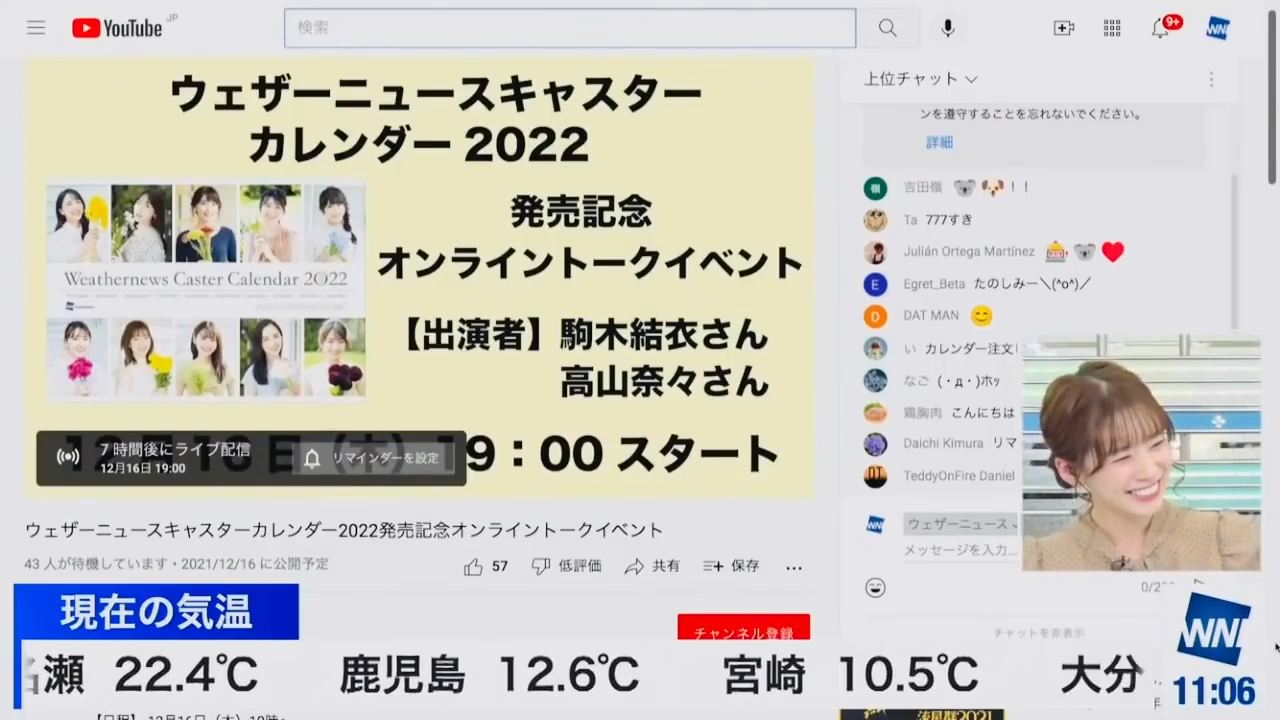 YouTube JP
検索
9+
ウェザーニュースキャスター
カレンダー 2022
発売記念
オンライントークイベント
Weathernews Caster Calendar 2022
【出演者】駒木結衣さん
高山奈々さん
9：00 スタート
7 時間後にライブ配信
12月16日 19:00
リマインダーを設定
ウェザーニュースキャスターカレンダー2022発売記念オンライントークイベント
43 人が待機しています・2021/12/16 に公開予定
57
低評価
共有
保存
チャンネル登録
上位チャット
ンを遵守することを忘れないでください。
詳細
吉田嶺 🐨🐶！！
Ta 777すき
Julián Ortega Martínez 🎰🐨♥
Egret_Beta たのしみー＼(^o^)／
DAT MAN 😊
い カレンダー注文
なご (・д・)ホッ
鶏胸肉 こんにちは
Daichi Kimura リマ
TeddyOnFire Daniel
ウェザーニュース
メッセージを入力...
0/2
チャットを非表示
現在の気温
瀬 22.4℃ 鹿児島 12.6℃ 宮崎 10.5℃ 大分
WNI
11:06